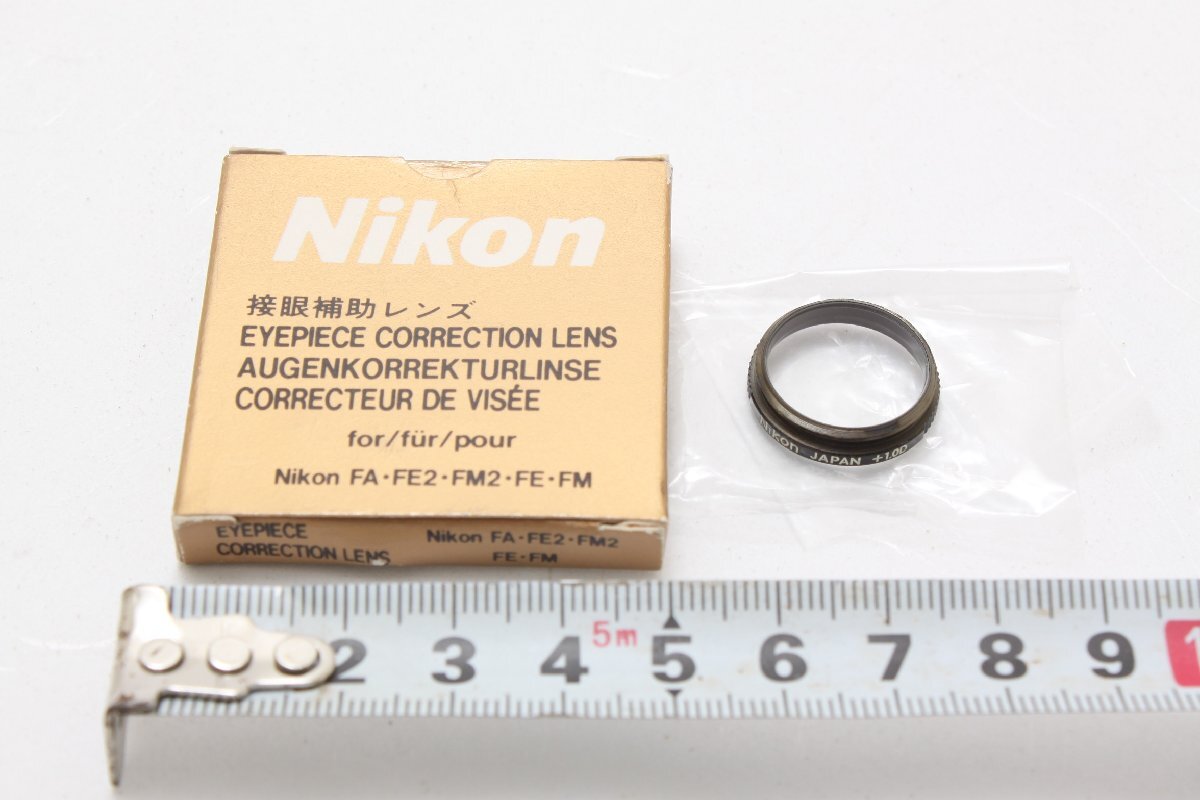 Nikon
接眼補助レンズ
EYEPIECE CORRECTION LENS
AUGENKORREKTURLINSE
CORRECTEUR DE VISÉE
for/für/pour
Nikon FA・FE2・FM2・FE・FM
EYEPIECE
CORRECTION LENS
Nikon FA・FE2・FM2
FE・FM
Nikon JAPAN +1.0D
2 3 4 5m 5 6 7 8 9 1